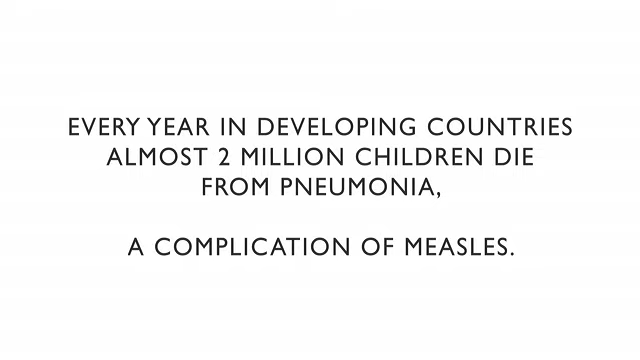 EVERY YEAR IN DEVELOPING COUNTRIES
ALMOST 2 MILLION CHILDREN DIE
FROM PNEUMONIA,
A COMPLICATION OF MEASLES.